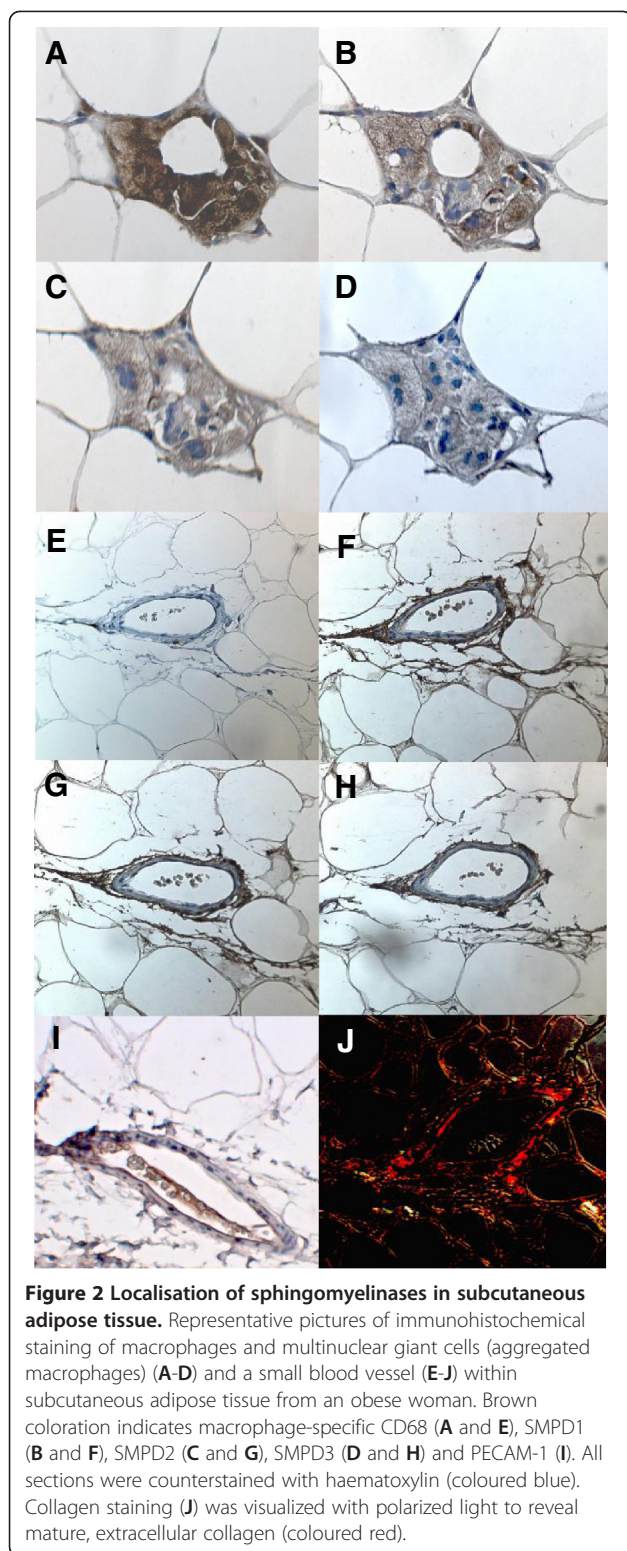 A
B
C
D
E
F
G
H
I
J
Figure 2 Localisation of sphingomyelinases in subcutaneous
adipose tissue. Representative pictures of immunohistochemical
staining of macrophages and multinuclear giant cells (aggregated
macrophages) (A-D) and a small blood vessel (E-J) within
subcutaneous adipose tissue from an obese woman. Brown
coloration indicates macrophage-specific CD68 (A and E), SMPD1
(B and F), SMPD2 (C and G), SMPD3 (D and H) and PECAM-1 (I). All
sections were counterstained with haematoxylin (coloured blue).
Collagen staining (J) was visualized with polarized light to reveal
mature, extracellular collagen (coloured red).